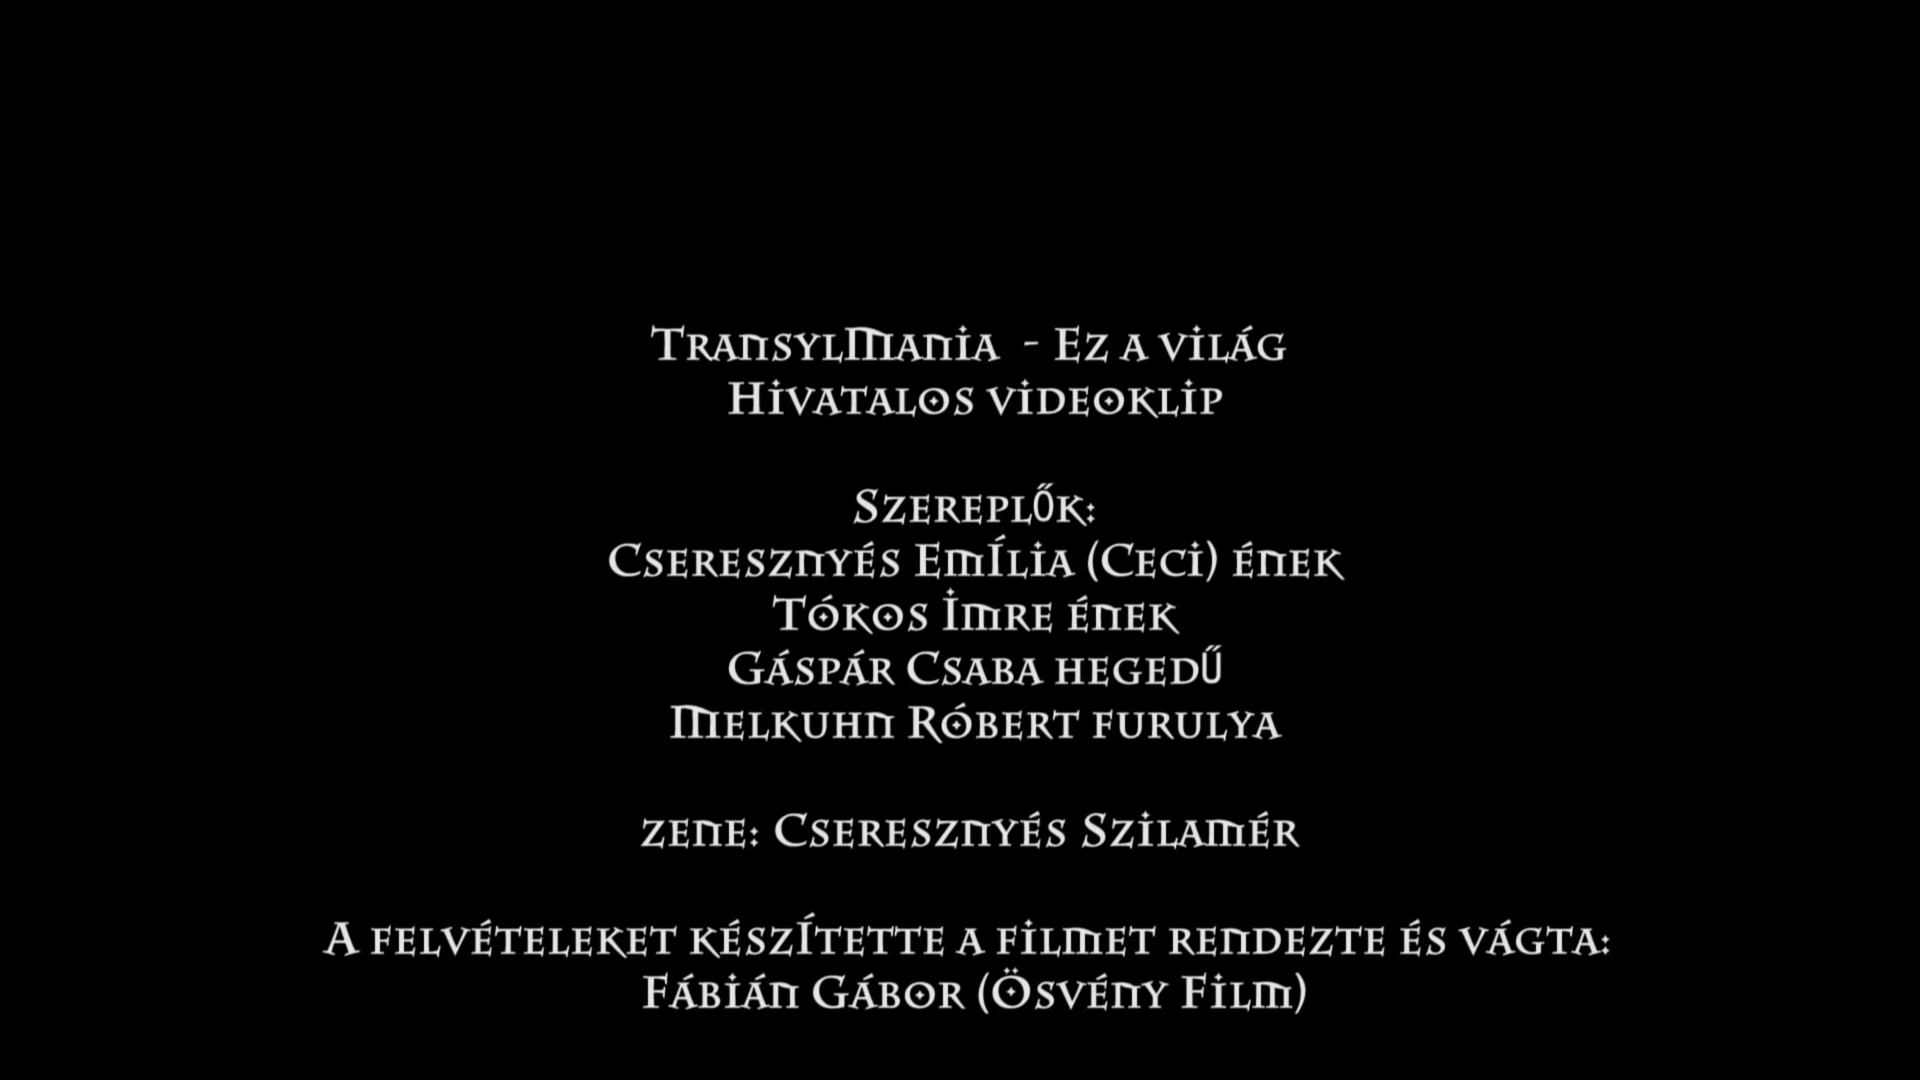 TransylMania - Ez a világ
Hivatalos videoklip
Szereplők:
Cseresznyés Emília (Ceci) ének
Tókos Imre ének
Gáspár Csaba hegedű
Melkuhn Róbert furulya
zene: Cseresznyés Szilamér
A felvételeket készítette a filmet rendezte és vágta:
Fábián Gábor (Ösvény Film)